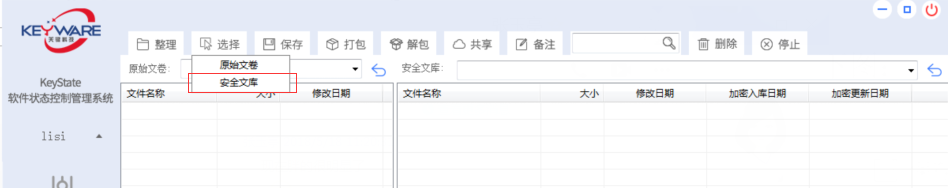 KEYWARE
天锐科技
整理 选择 保存 打包 解包 共享 备注 删除 停止
原始文卷: 安全文库:
原始文卷
安全文库
KeyState
软件状态控制管理系统
文件名称 大小 修改日期 文件名称 大小 修改日期 加密入库日期 加密更新日期
lisi